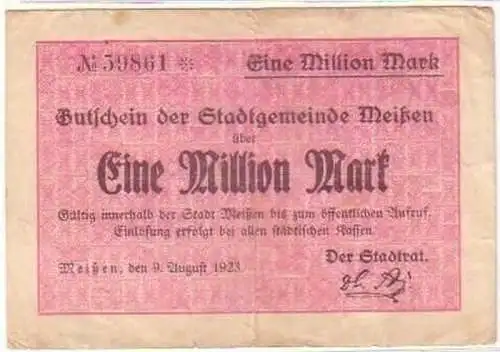 № 59861 ※ Eine Million Mark
Gutschein der Stadtgemeinde Meißen
über
Eine Million Mark
Gültig innerhalb der Stadt Meißen bis zum öffentlichen Aufruf.
Einlösung erfolgt bei allen städtischen Kassen.
Meißen, den 9. August 1923
Der Stadtrat.